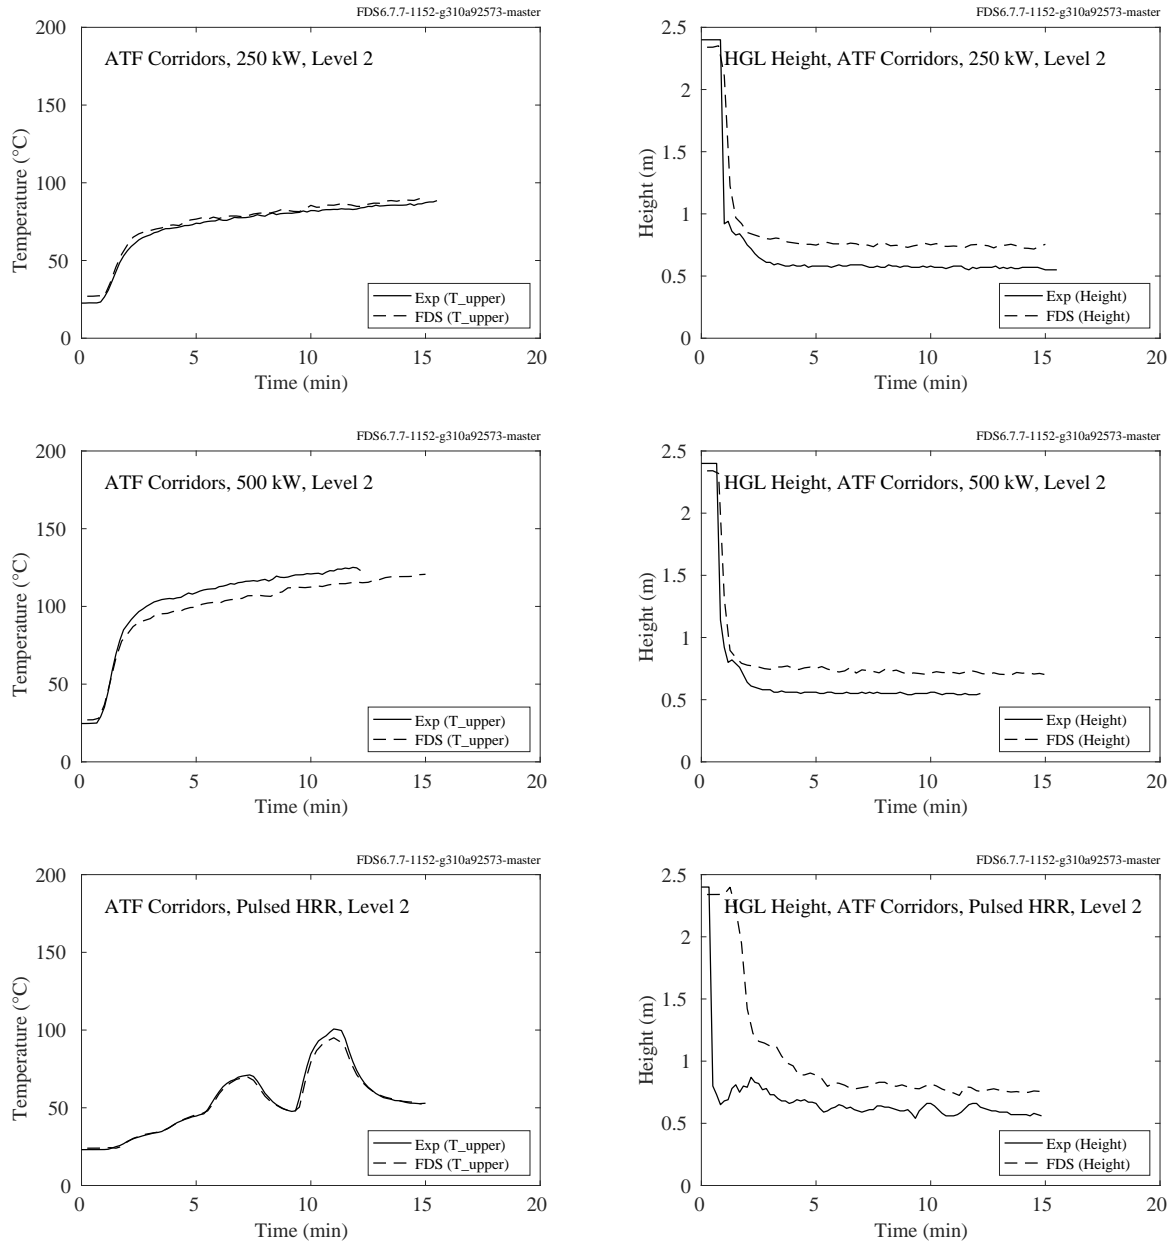 FDS6.7.7-1152-g310a92573-master
ATF Corridors, 250 kW, Level 2
Temperature (°C)
200
150
100
50
0
0 5 10 15 20
Time (min)
Exp (T_upper)
FDS (T_upper)
FDS6.7.7-1152-g310a92573-master
HGL Height, ATF Corridors, 250 kW, Level 2
Height (m)
2.5
2
1.5
1
0.5
0
0 5 10 15 20
Time (min)
Exp (Height)
FDS (Height)
FDS6.7.7-1152-g310a92573-master
ATF Corridors, 500 kW, Level 2
Temperature (°C)
200
150
100
50
0
0 5 10 15 20
Time (min)
Exp (T_upper)
FDS (T_upper)
FDS6.7.7-1152-g310a92573-master
HGL Height, ATF Corridors, 500 kW, Level 2
Height (m)
2.5
2
1.5
1
0.5
0
0 5 10 15 20
Time (min)
Exp (Height)
FDS (Height)
FDS6.7.7-1152-g310a92573-master
ATF Corridors, Pulsed HRR, Level 2
Temperature (°C)
200
150
100
50
0
0 5 10 15 20
Time (min)
Exp (T_upper)
FDS (T_upper)
FDS6.7.7-1152-g310a92573-master
HGL Height, ATF Corridors, Pulsed HRR, Level 2
Height (m)
2.5
2
1.5
1
0.5
0
0 5 10 15 20
Time (min)
Exp (Height)
FDS (Height)